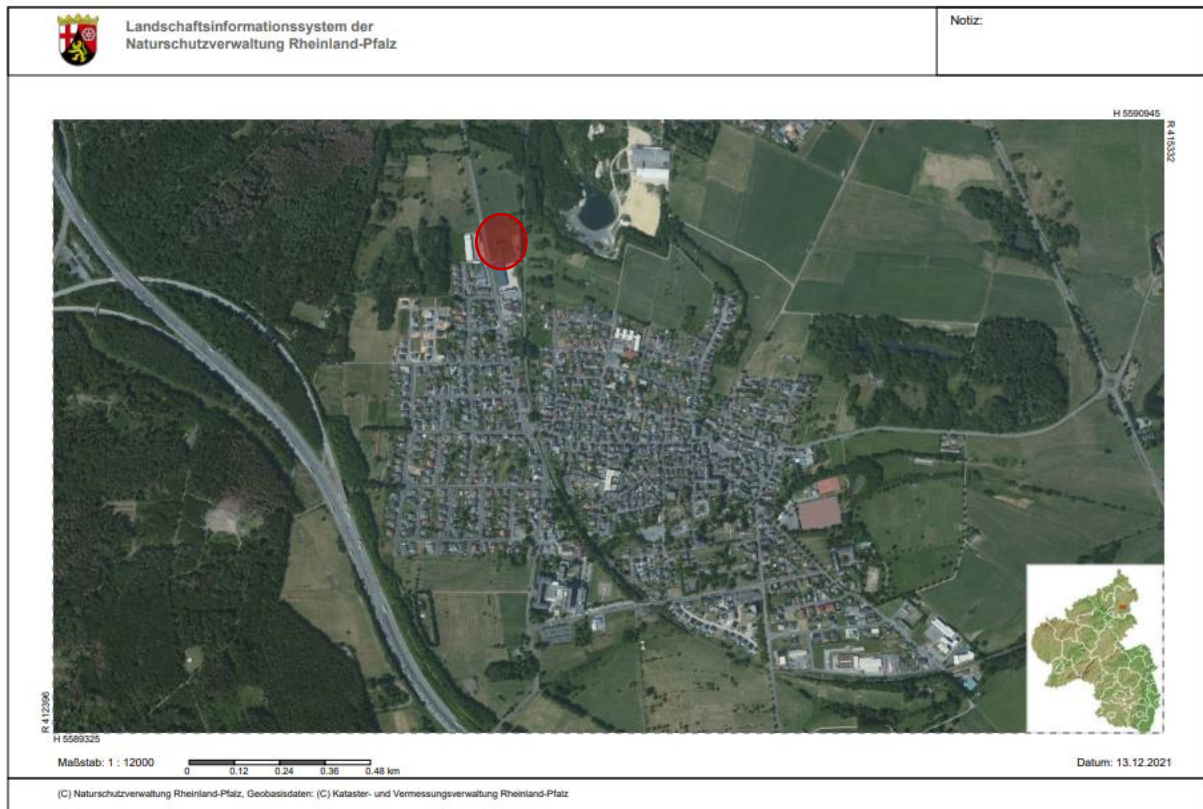 Landschaftsinformationssystem der
Naturschutzverwaltung Rheinland-Pfalz
Notiz:
H 5590945
R 415332
R 412396
H 5589325
Maßstab: 1 : 12000
0 0.12 0.24 0.36 0.48 km
Datum: 13.12.2021
(C) Naturschutzverwaltung Rheinland-Pfalz, Geobasisdaten: (C) Kataster- und Vermessungsverwaltung Rheinland-Pfalz